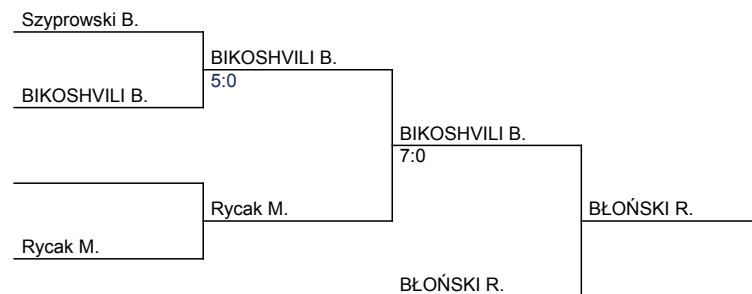 Szyprowski B.
BIKOSHVILI B.
5:0
BIKOSHVILI B.
BIKOSHVILI B.
7:0
Rycak M.
BŁOŃSKI R.
Rycak M.
BŁOŃSKI R.